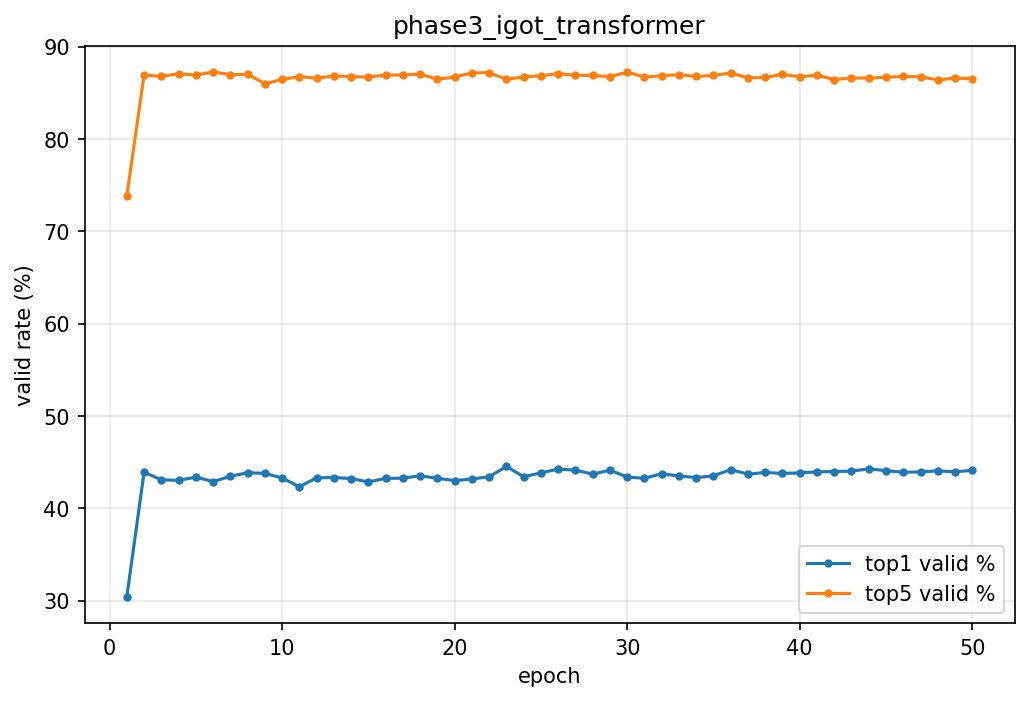 phase3_igot_transformer
90
80
70
60
50
40
30
valid rate (%)
0 10 20 30 40 50
epoch
top1 valid %
top5 valid %